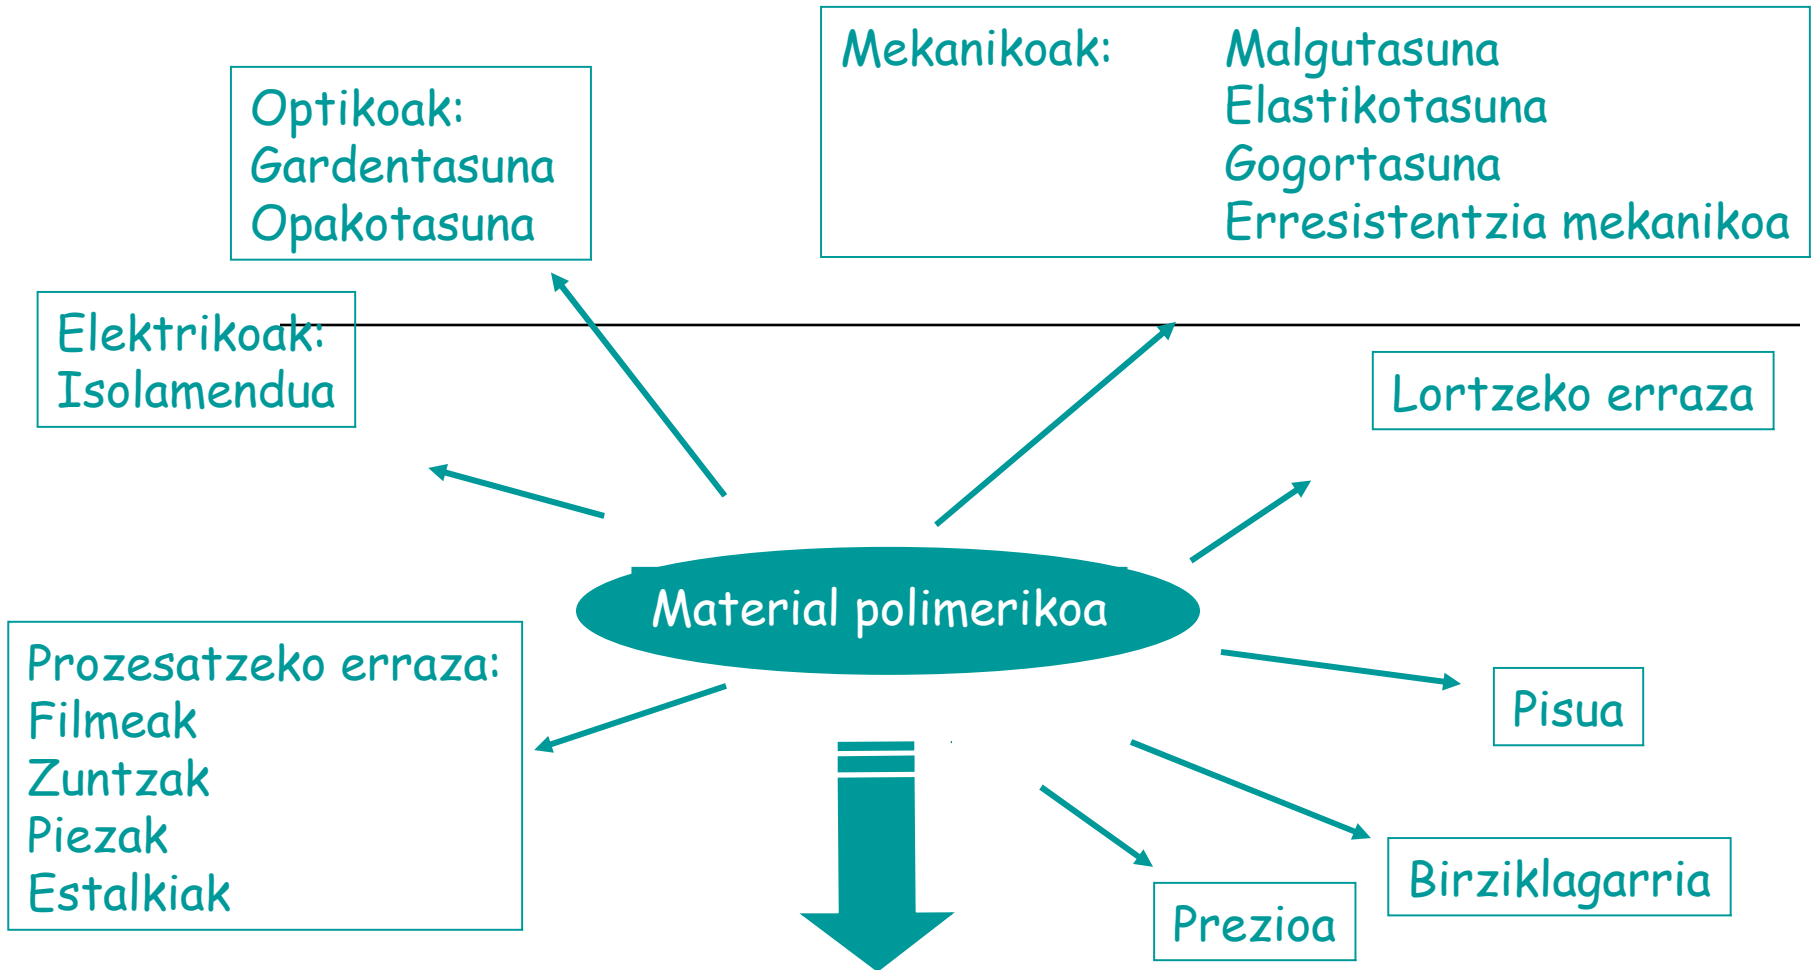 Mekanikoak: Malgutasuna
Elastikotasuna
Gogortasuna
Erresistentzia mekanikoa
Optikoak:
Gardentasuna
Opakotasuna
Elektrikoak:
Isolamendua
Lortzeko erraza
Material polimerikoa
Prozesatzeko erraza:
Filmeak
Zuntzak
Piezak
Estalkiak
Pisua
Birziklagarria
Prezioa